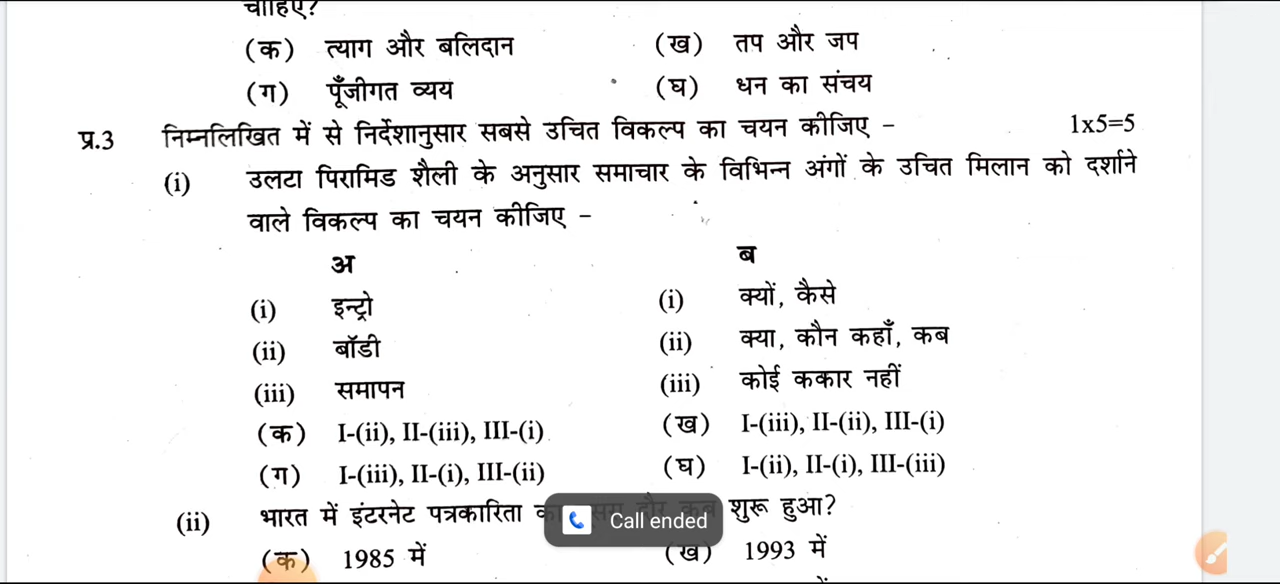 चाहिए?
(क) त्याग और बलिदान (ख) तप और जप
(ग) पूँजीगत व्यय (घ) धन का संचय
प्र.3 निम्नलिखित में से निर्देशानुसार सबसे उचित विकल्प का चयन कीजिए – 1x5=5
(i) उलटा पिरामिड शैली के अनुसार समाचार के विभिन्न अंगों के उचित मिलान को दर्शाने
वाले विकल्प का चयन कीजिए –
अ ब
(i) इन्ट्रो (i) क्यों, कैसे
(ii) बॉडी (ii) क्या, कौन कहाँ, कब
(iii) समापन (iii) कोई ककार नहीं
(क) I-(ii), II-(iii), III-(i) (ख) I-(iii), II-(ii), III-(i)
(ग) I-(iii), II-(i), III-(ii) (घ) I-(ii), II-(i), III-(iii)
(ii) भारत में इंटरनेट पत्रकारिता शुरू हुआ?
Call ended
(क) 1985 में (ख) 1993 में